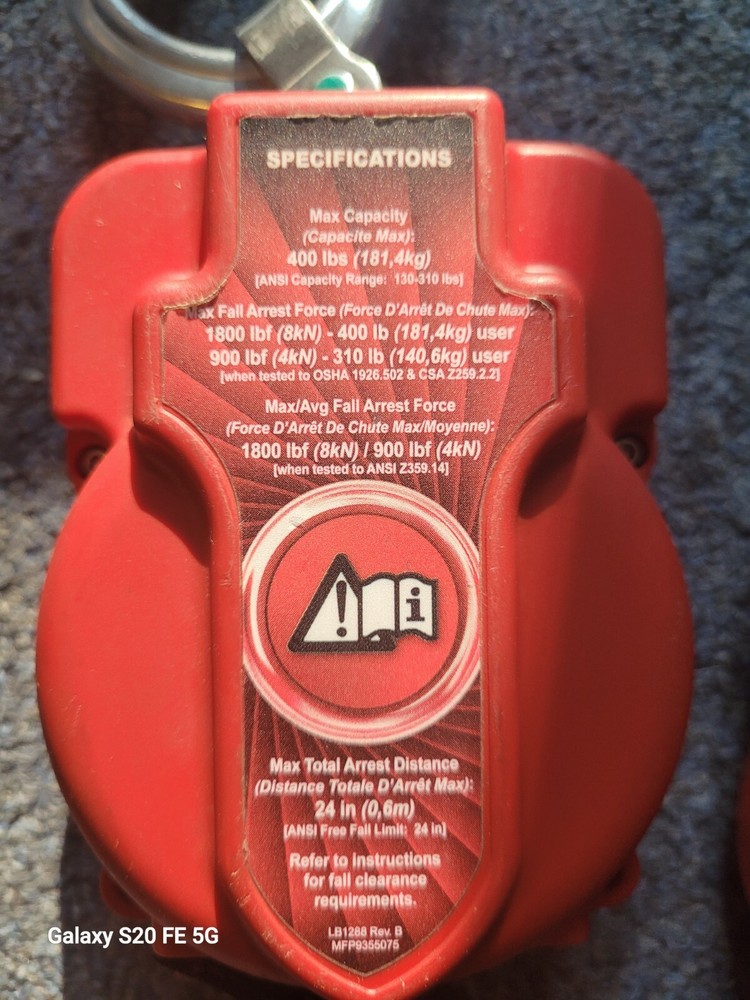 SPECIFICATIONS
Max Capacity
(Capacite Max):
400 lbs (181,4kg)
[ANSI Capacity Range: 130-310 lbs]
Max Fall Arrest Force (Force D'Arrêt De Chute Max):
1800 lbf (8kN) - 400 lb (181,4kg) user
900 lbf (4kN) - 310 lb (140,6kg) user
[when tested to OSHA 1926.502 & CSA Z259.2.2]
Max/Avg Fall Arrest Force
(Force D'Arrêt De Chute Max/Moyenne):
1800 lbf (8kN) / 900 lbf (4kN)
[when tested to ANSI Z359.14]
! i
Max Total Arrest Distance
(Distance Totale D'Arrêt Max):
24 in (0,6m)
[ANSI Free Fall Limit: 24 in]
Refer to instructions
for fall clearance
requirements.
LB1288 Rev. B
MFP9355075
Galaxy S20 FE 5G